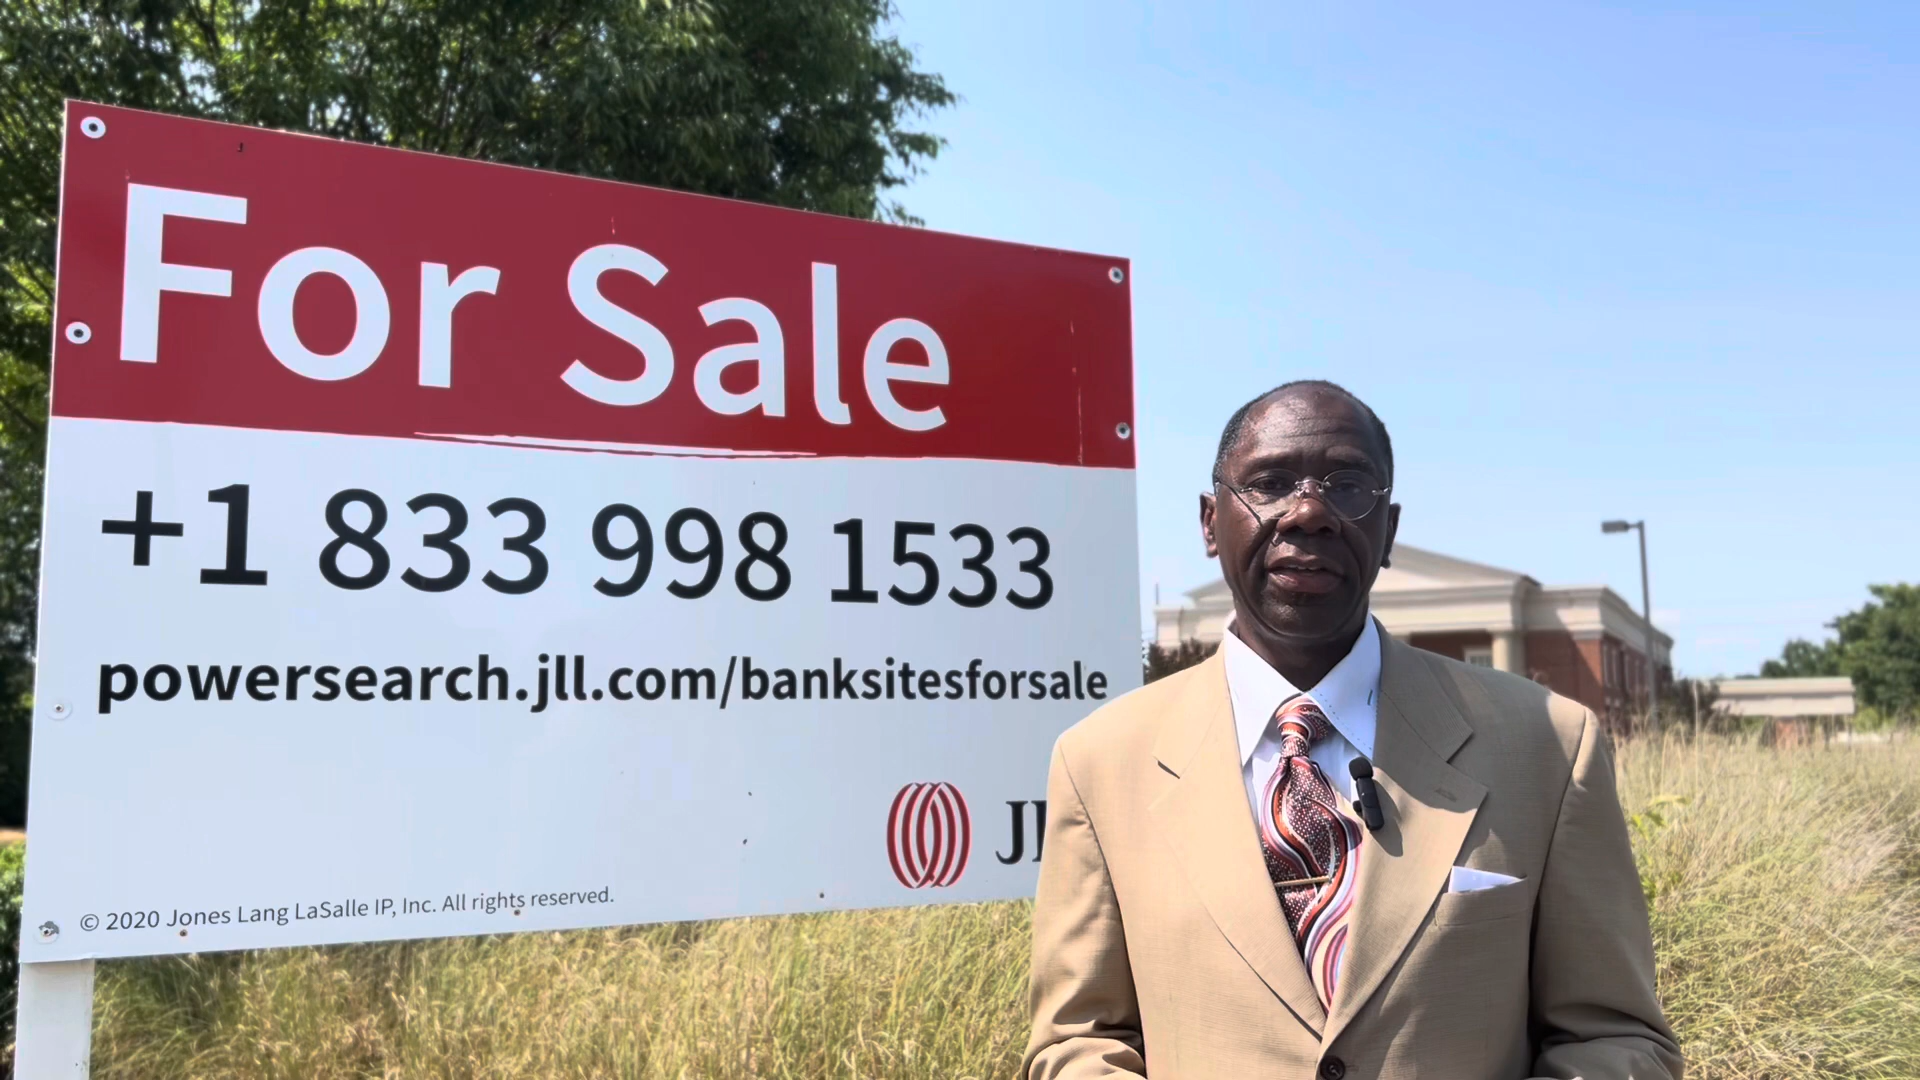 For Sale
+1 833 998 1533
powersearch.jll.com/banksitesforsale
© 2020 Jones Lang LaSalle IP, Inc. All rights reserved.